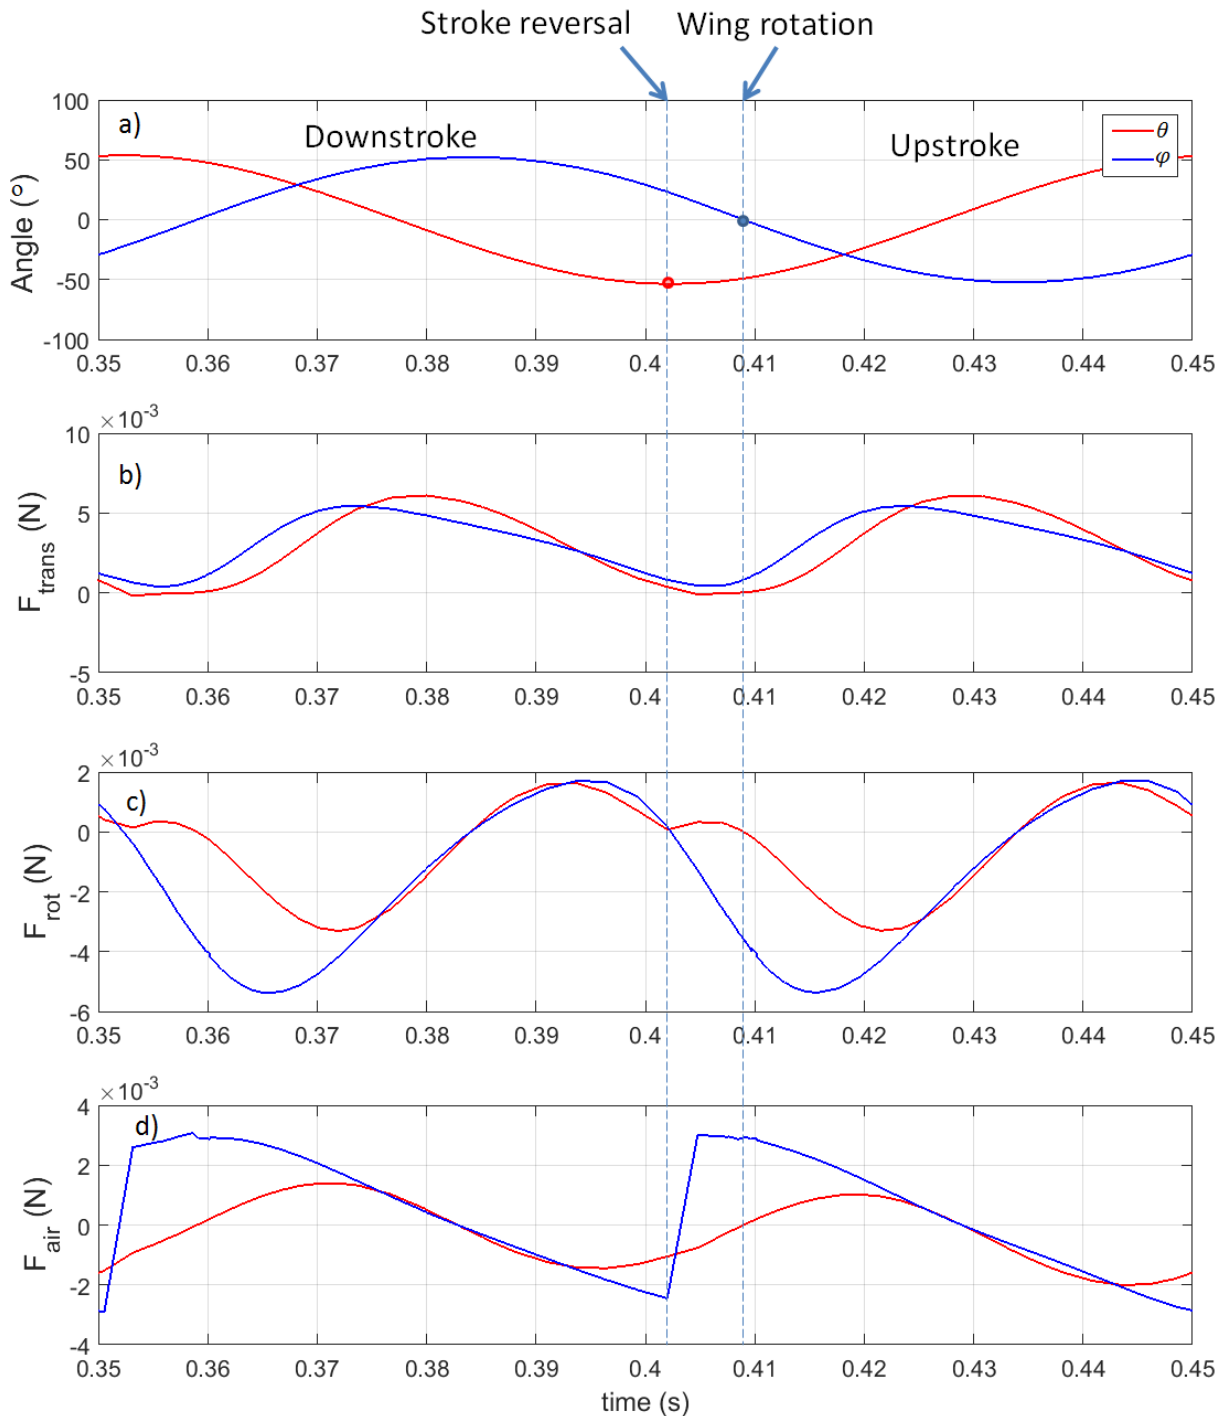 Stroke reversal Wing rotation
a)
Downstroke
Upstroke
θ
φ
100
50
0
-50
-100
Angle (°)
0.35 0.36 0.37 0.38 0.39 0.4 0.41 0.42 0.43 0.44 0.45
×10⁻³
b)
10
5
0
-5
F_trans (N)
0.35 0.36 0.37 0.38 0.39 0.4 0.41 0.42 0.43 0.44 0.45
×10⁻³
c)
2
0
-2
-4
-6
F_rot (N)
0.35 0.36 0.37 0.38 0.39 0.4 0.41 0.42 0.43 0.44 0.45
×10⁻³
d)
4
2
0
-2
-4
F_air (N)
0.35 0.36 0.37 0.38 0.39 0.4 0.41 0.42 0.43 0.44 0.45
time (s)